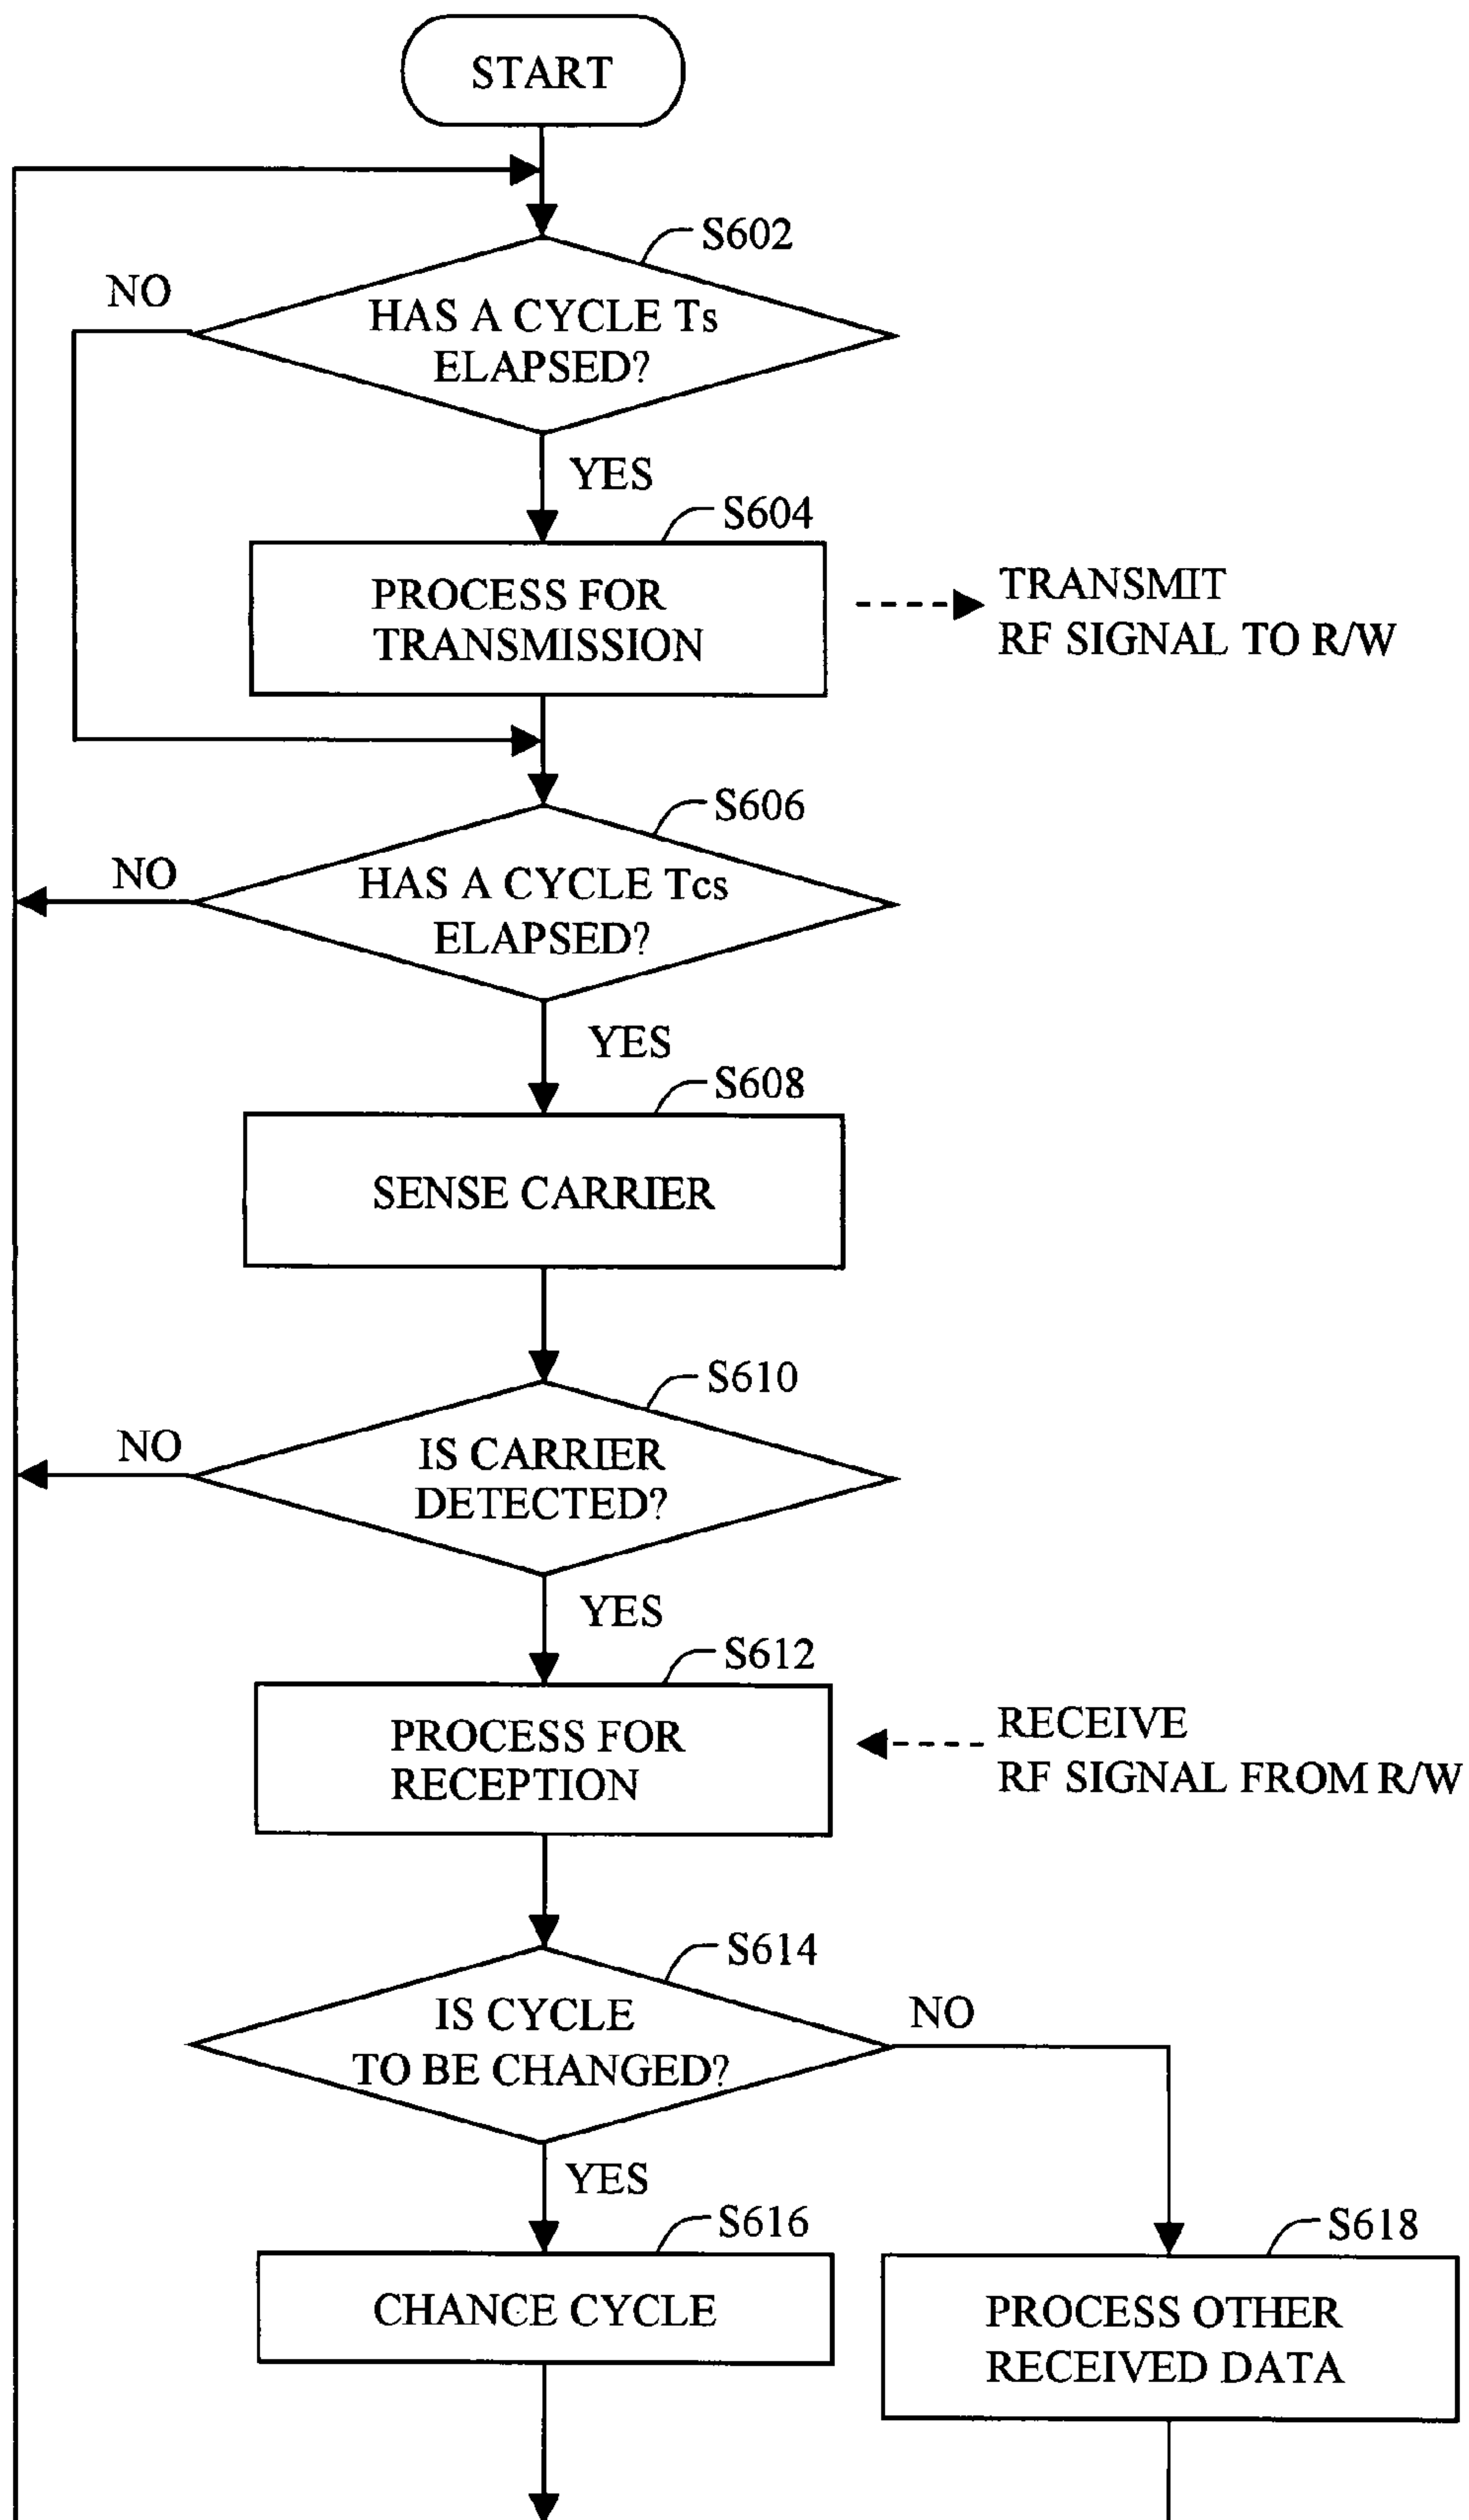 START
S602
NO
HAS A CYCLE Ts
ELAPSED?
YES
S604
PROCESS FOR
TRANSMISSION
TRANSMIT
RF SIGNAL TO R/W
S606
NO
HAS A CYCLE Tcs
ELAPSED?
YES
S608
SENSE CARRIER
S610
NO
IS CARRIER
DETECTED?
YES
S612
PROCESS FOR
RECEPTION
RECEIVE
RF SIGNAL FROM R/W
S614
IS CYCLE
TO BE CHANGED?
NO
YES
S616
CHANCE CYCLE
S618
PROCESS OTHER
RECEIVED DATA